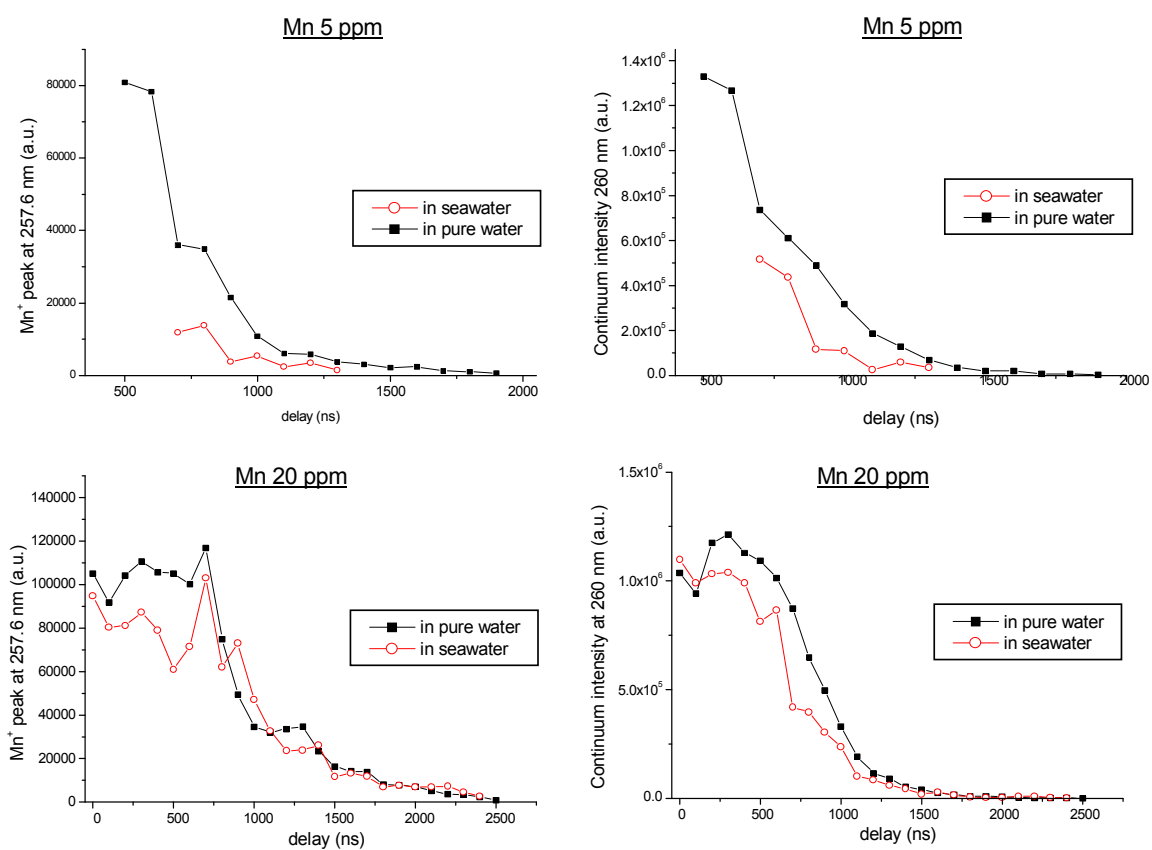 Mn 5 ppm
Mn⁺ peak at 257.6 nm (a.u.)
80000
60000
40000
20000
0
in seawater
in pure water
500 1000 1500 2000
delay (ns)
Mn 5 ppm
Continuum intensity 260 nm (a.u.)
1.4x10⁶
1.2x10⁶
1.0x10⁶
8.0x10⁵
6.0x10⁵
4.0x10⁵
2.0x10⁵
0.0
in seawater
in pure water
500 1000 1500 2000
delay (ns)
Mn 20 ppm
Mn⁺ peak at 257.6 nm (a.u.)
140000
120000
100000
80000
60000
40000
20000
0
in pure water
in seawater
0 500 1000 1500 2000 2500
delay (ns)
Mn 20 ppm
Continuum intensity at 260 nm (a.u.)
1.5x10⁶
1.0x10⁶
5.0x10⁵
0.0
in pure water
in seawater
0 500 1000 1500 2000 2500
delay (ns)